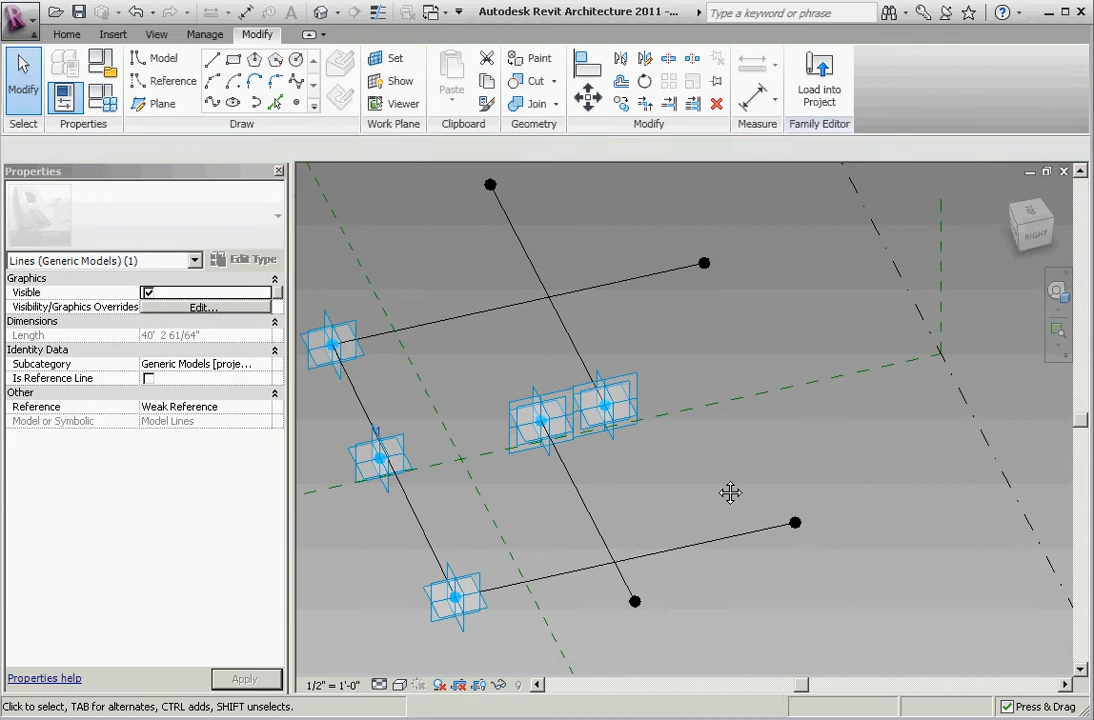 Autodesk Revit Architecture 2011 -...
Type a keyword or phrase
Home Insert View Manage Modify
Modify
Model
Reference
Plane
Set
Show
Viewer
Paste
Paint
Cut
Join
Load into
Project
Select Properties Draw Work Plane Clipboard Geometry Modify Measure Family Editor
Properties
Lines (Generic Models) (1) Edit Type
Graphics
Visible
Visibility/Graphics Overrides Edit...
Dimensions
Length 40' 2 61/64"
Identity Data
Subcategory Generic Models [proje...
Is Reference Line
Other
Reference Weak Reference
Model or Symbolic Model Lines
RIGHT
Properties help Apply
1/2" = 1'-0"
Click to select, TAB for alternates, CTRL adds, SHIFT unselects. Press & Drag